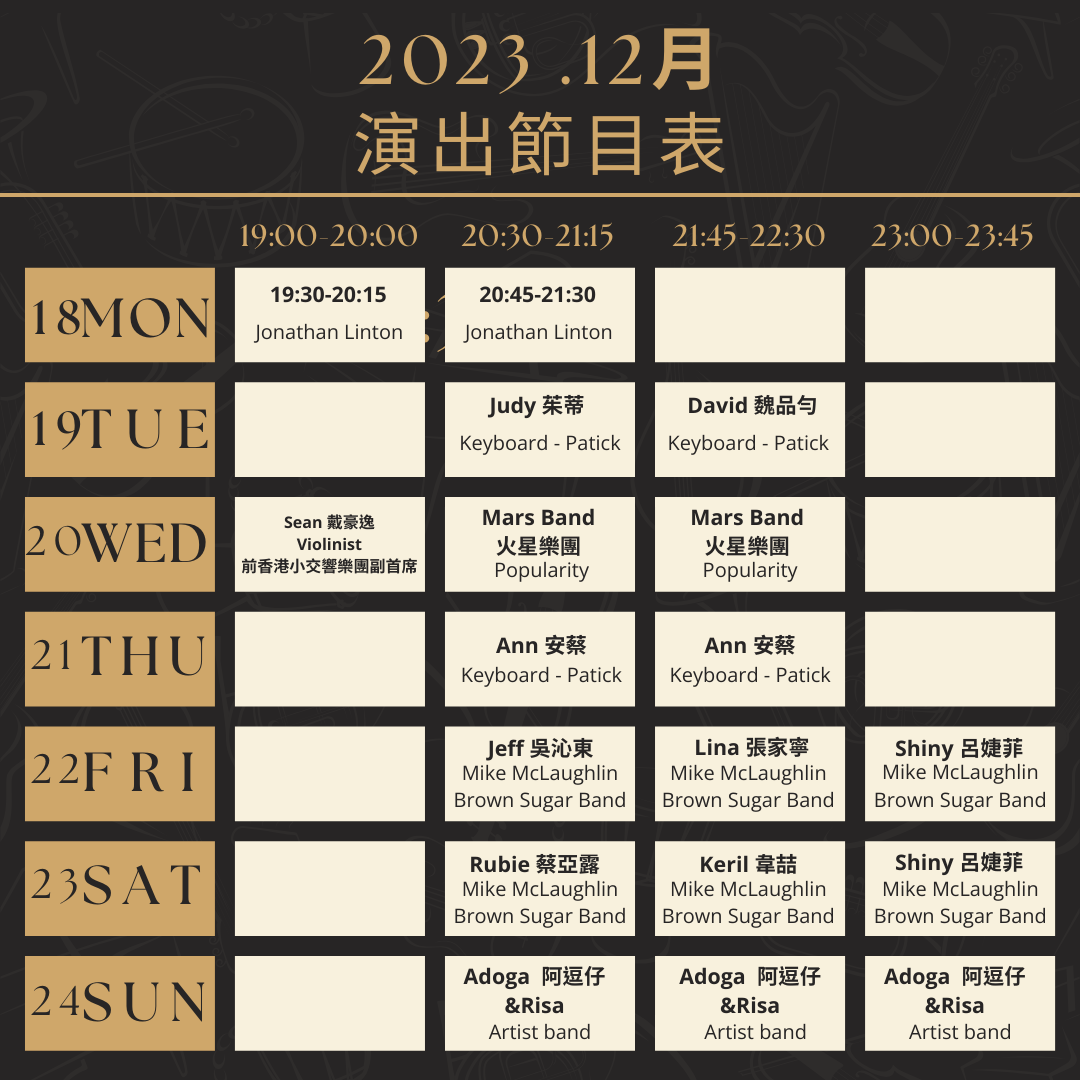 2023 .12月
演出節目表
19:00-20:00 20:30-21:15 21:45-22:30 23:00-23:45
18MON
19:30-20:15
Jonathan Linton
20:45-21:30
Jonathan Linton
19TUE
Judy 茱蒂
Keyboard - Patick
David 魏品勻
Keyboard - Patick
20WED
Sean 戴豪逸
Violinist
前香港小交響樂團副首席
Mars Band
火星樂團
Popularity
Mars Band
火星樂團
Popularity
21THU
Ann 安蔡
Keyboard - Patick
Ann 安蔡
Keyboard - Patick
22FRI
Jeff 吳沁東
Mike McLaughlin
Brown Sugar Band
Lina 張家寧
Mike McLaughlin
Brown Sugar Band
Shiny 呂婕菲
Mike McLaughlin
Brown Sugar Band
23SAT
Rubie 蔡亞露
Mike McLaughlin
Brown Sugar Band
Keril 韋喆
Mike McLaughlin
Brown Sugar Band
Shiny 呂婕菲
Mike McLaughlin
Brown Sugar Band
24SUN
Adoga 阿逗仔
&Risa
Artist band
Adoga 阿逗仔
&Risa
Artist band
Adoga 阿逗仔
&Risa
Artist band